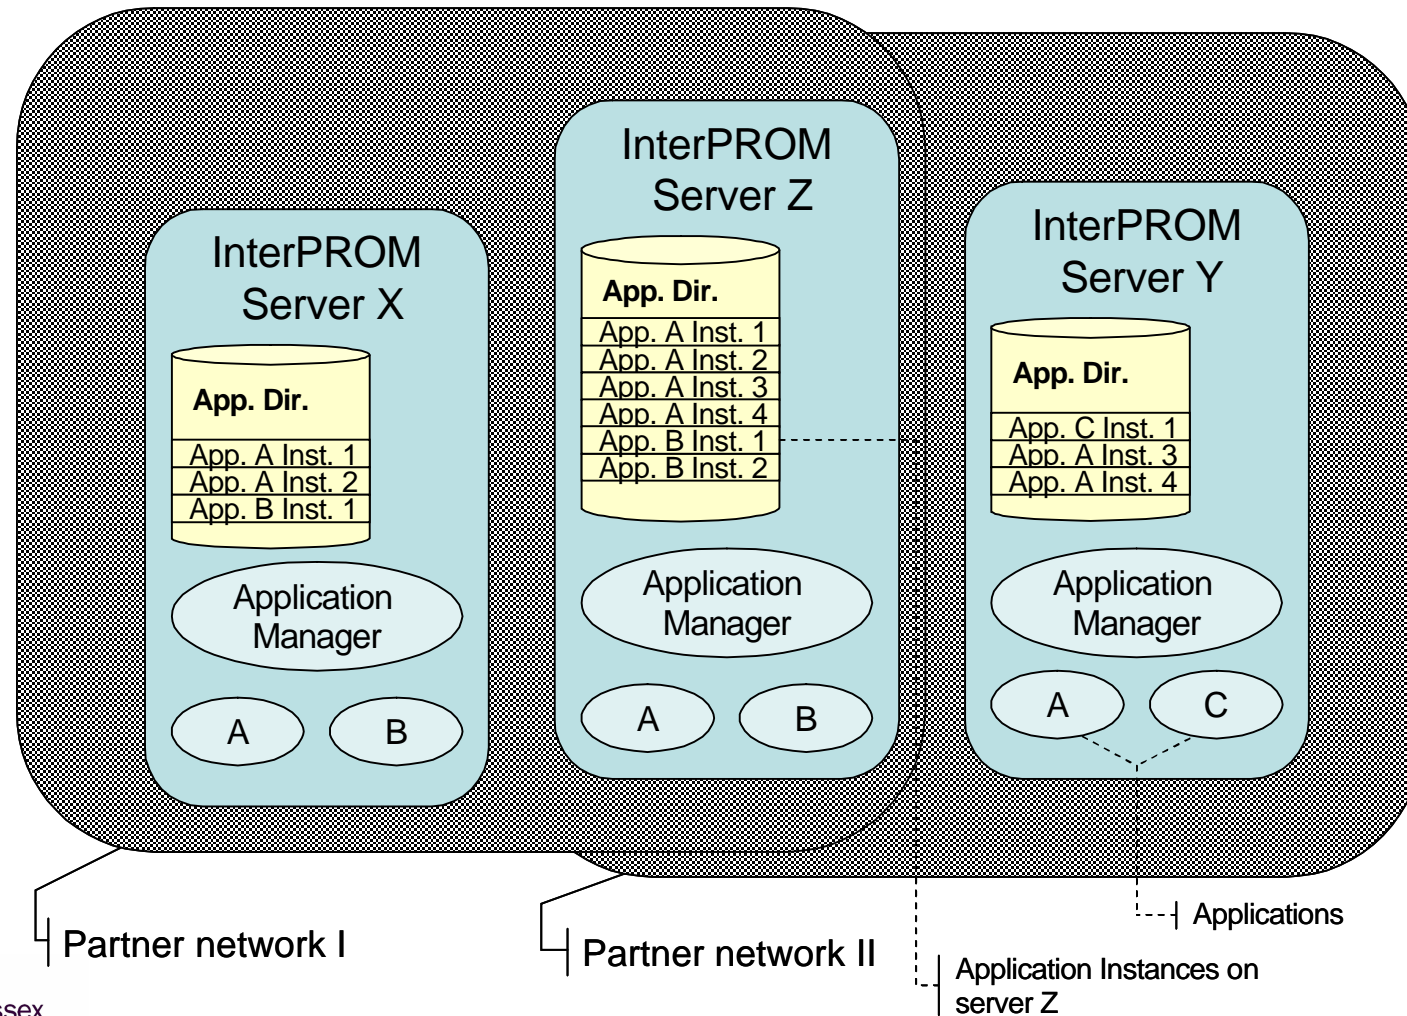 InterPROM
Server X
App. Dir.
App. A Inst. 1
App. A Inst. 2
App. B Inst. 1
Application
Manager
A B
InterPROM
Server Z
App. Dir.
App. A Inst. 1
App. A Inst. 2
App. A Inst. 3
App. A Inst. 4
App. B Inst. 1
App. B Inst. 2
Application
Manager
A B
InterPROM
Server Y
App. Dir.
App. C Inst. 1
App. A Inst. 3
App. A Inst. 4
Application
Manager
A C
Partner network I
Partner network II
Applications
Application Instances on
server Z